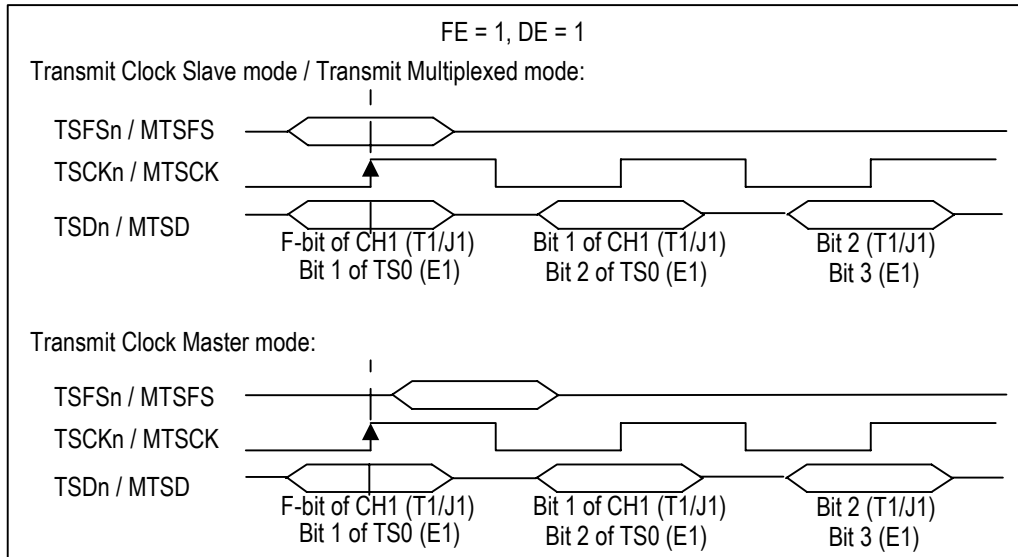 FE = 1, DE = 1
Transmit Clock Slave mode / Transmit Multiplexed mode:
TSFSn / MTSFS
TSCKn / MTSCK
TSDn / MTSD
F-bit of CH1 (T1/J1)
Bit 1 of TS0 (E1)
Bit 1 of CH1 (T1/J1)
Bit 2 of TS0 (E1)
Bit 2 (T1/J1)
Bit 3 (E1)
Transmit Clock Master mode:
TSFSn / MTSFS
TSCKn / MTSCK
TSDn / MTSD
F-bit of CH1 (T1/J1)
Bit 1 of TS0 (E1)
Bit 1 of CH1 (T1/J1)
Bit 2 of TS0 (E1)
Bit 2 (T1/J1)
Bit 3 (E1)